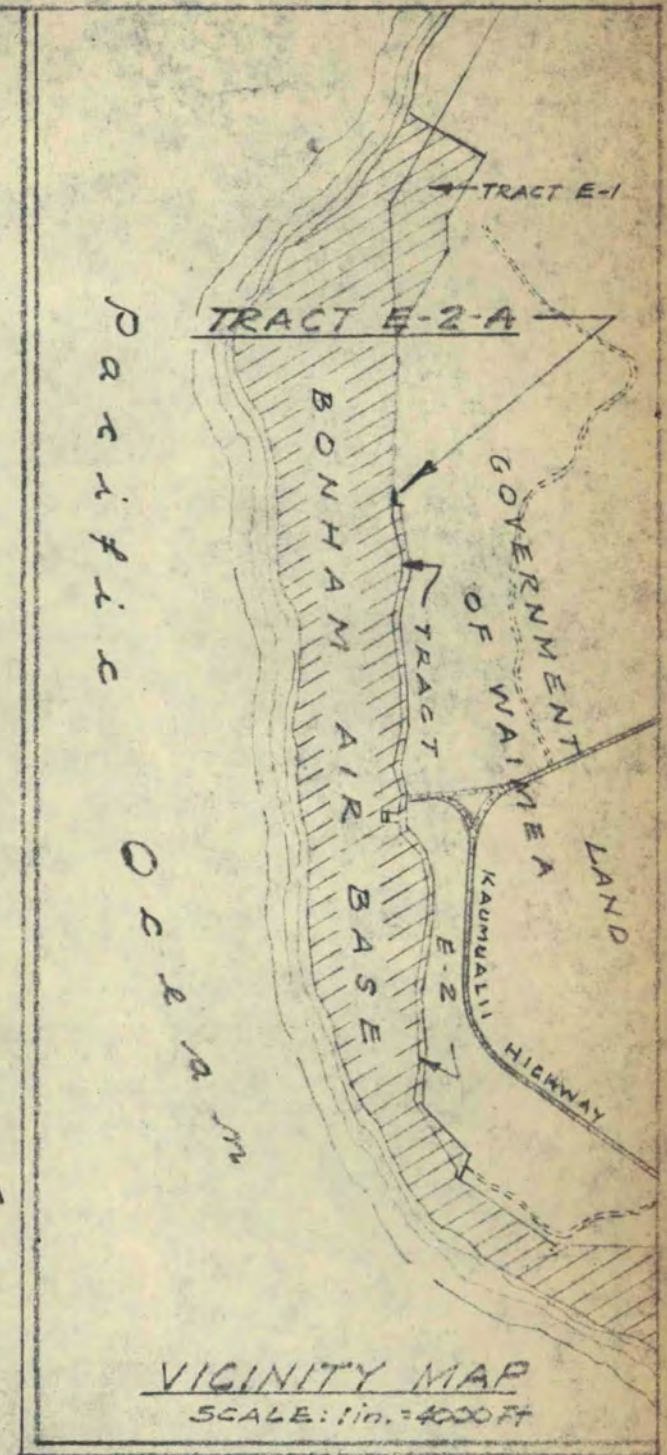 TRACT E-1
TRACT E-2-A
Pacific Ocean
BONHAM AIR BASE
GOVERNMENT LAND
OF WAIMEA
TRACT E-2
KAUMUALII HIGHWAY
VICINITY MAP
SCALE: 1in. = 4000 Ft